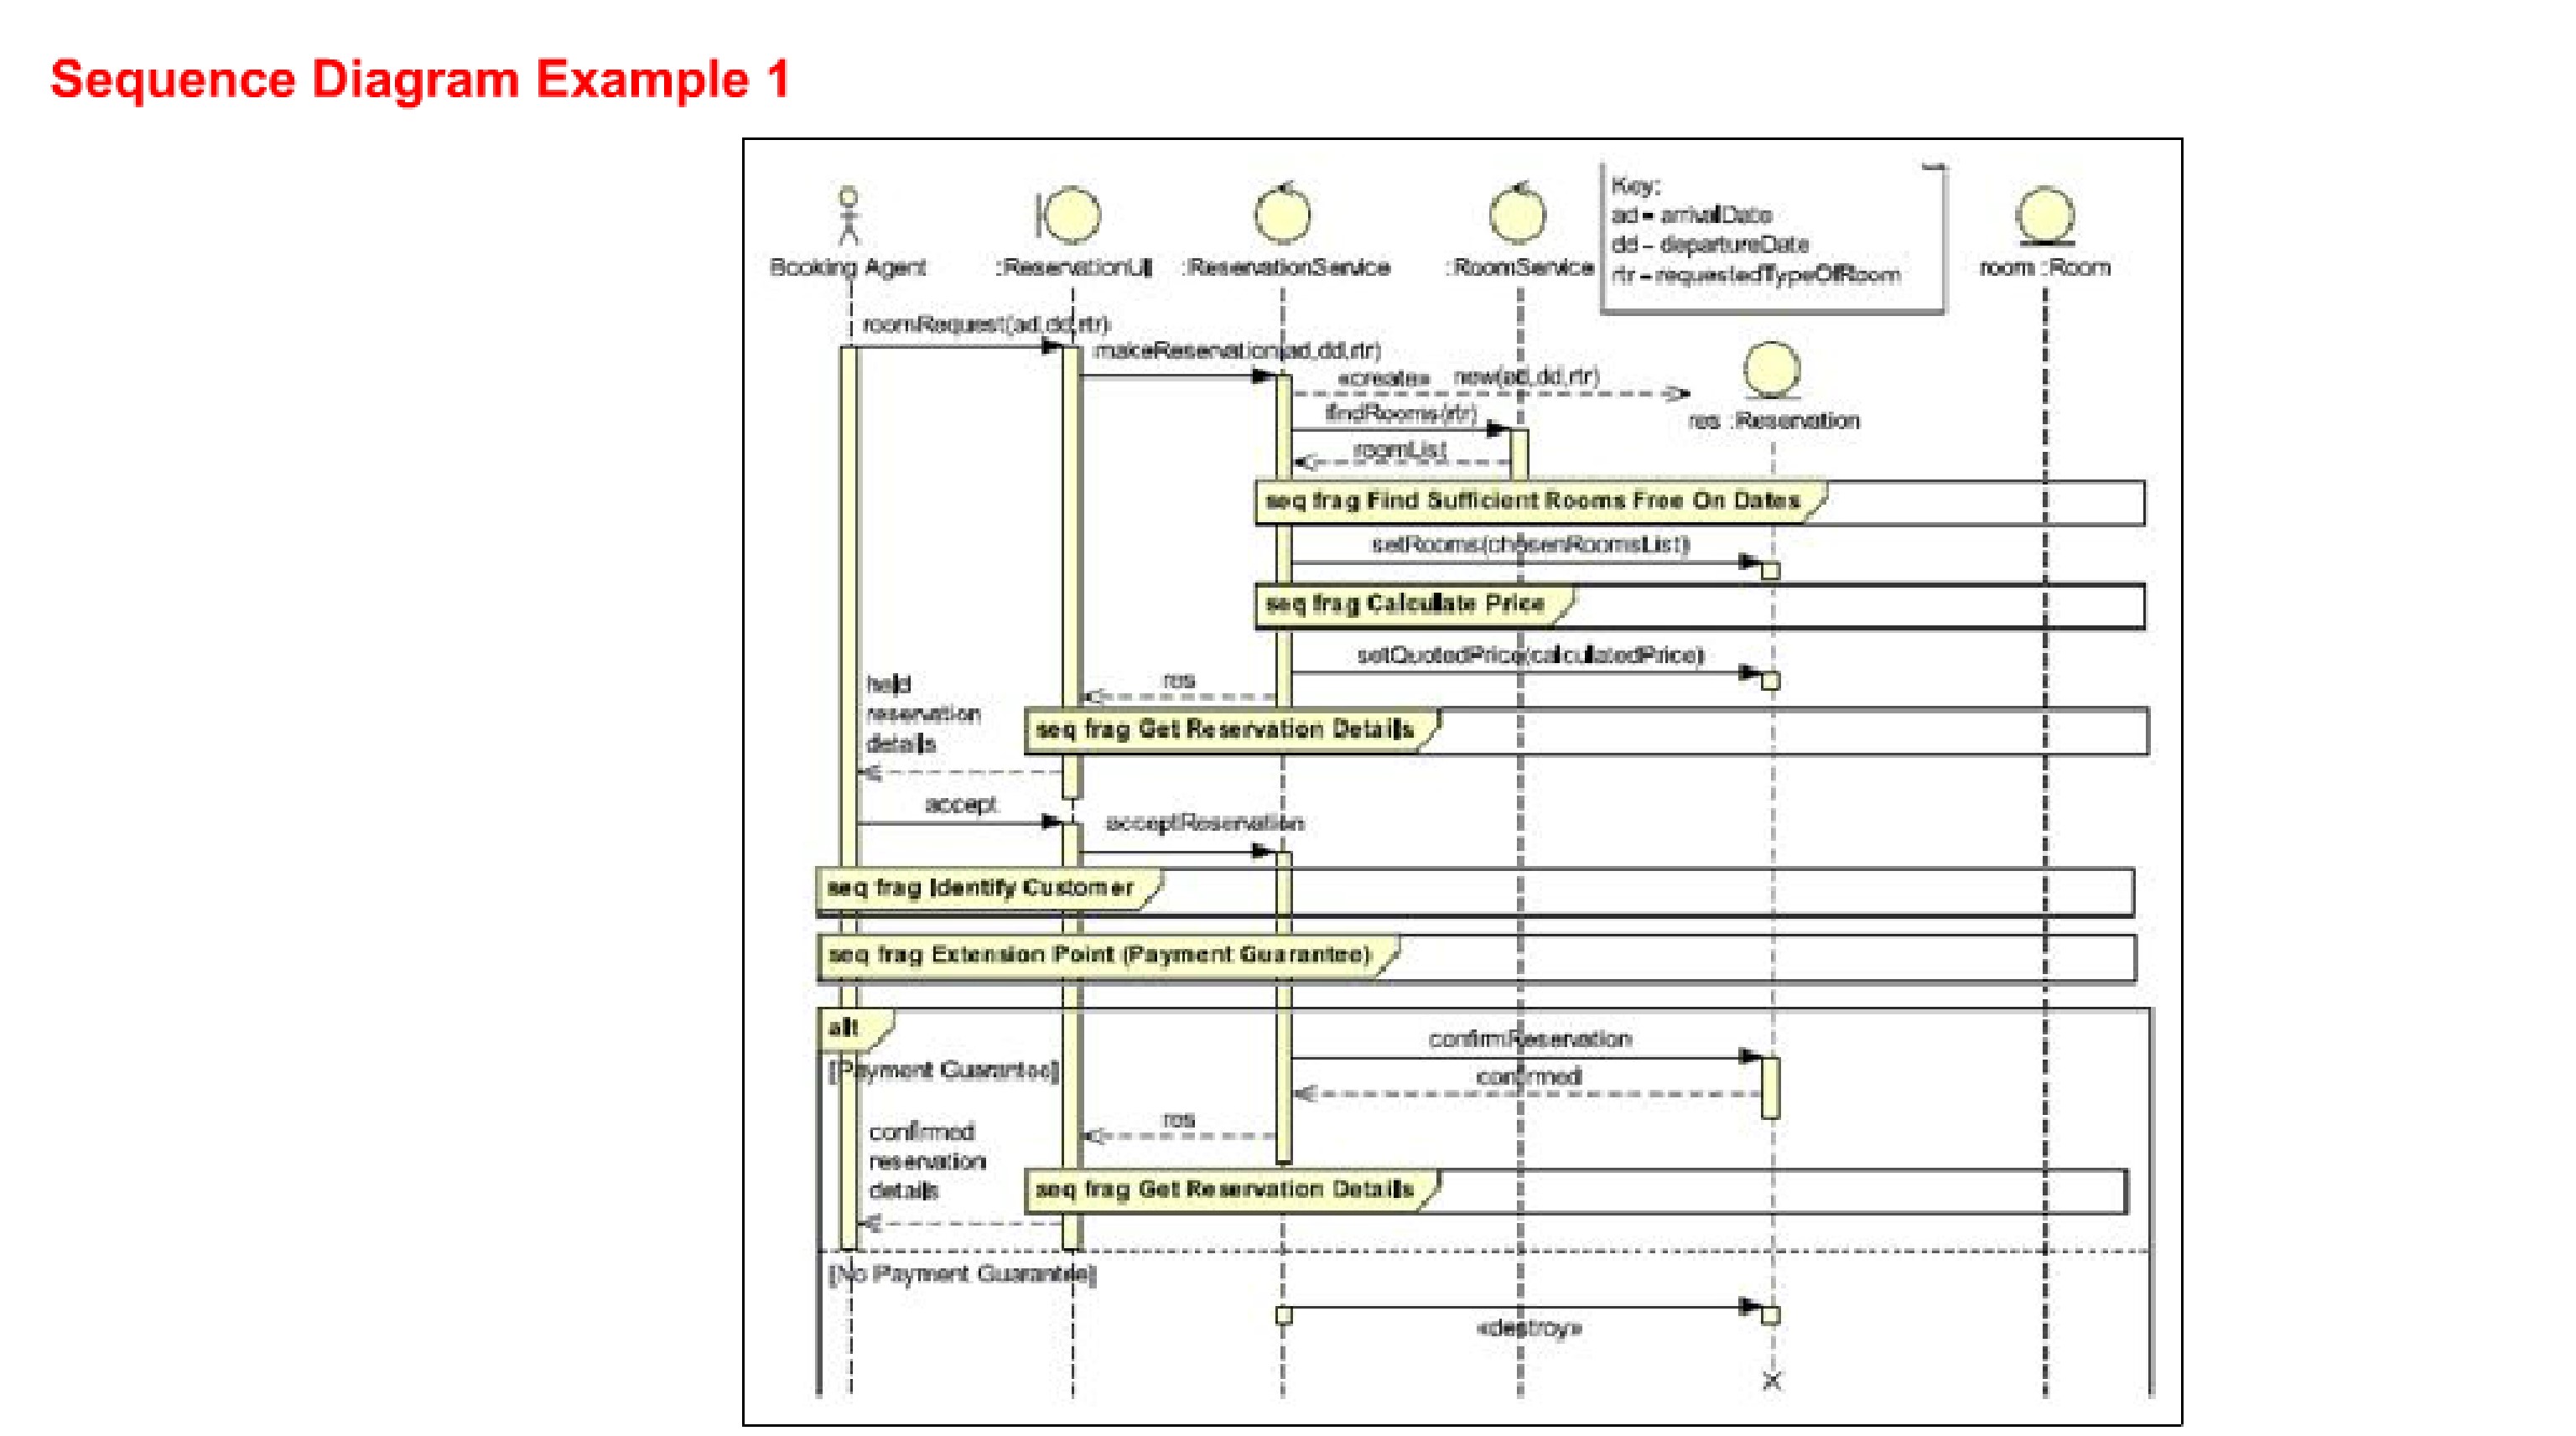 Sequence Diagram Example 1
Key:
ad = arrivalDate
dd - departureDate
rtr - requestedTypeOfRoom
Booking Agent
:ReservationUI
:ReservationService
:RoomService
room :Room
roomRequest(ad,dd,rtr)
makeReservation(ad,dd,rtr)
«create» new(ad,dd,rtr)
findRooms(rtr)
res :Reservation
roomList
seq frag Find Sufficient Rooms Free On Dates
setRooms(chosenRoomsList)
seq frag Calculate Price
setQuotedPrice(calculatedPrice)
res
held
reservation
details
seq frag Get Reservation Details
accept
acceptReservation
seq frag Identify Customer
seq frag Extension Point (Payment Guarantee)
alt
[Payment Guarantee]
confirmReservation
confirmed
res
confirmed
reservation
details
seq frag Get Reservation Details
[No Payment Guarantee]
«destroy»